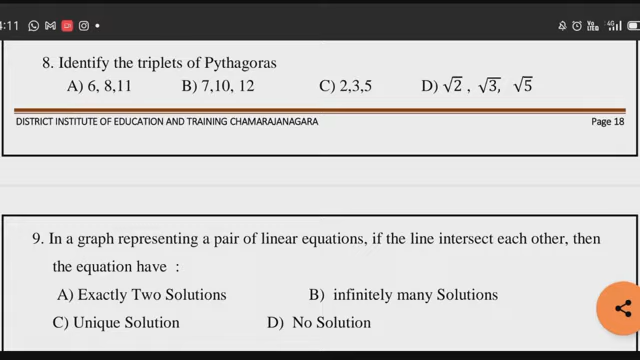 4:11
4G
Vo LTE
8. Identify the triplets of Pythagoras
A) 6, 8,11 B) 7,10, 12 C) 2,3,5 D) √2 , √3, √5
DISTRICT INSTITUTE OF EDUCATION AND TRAINING CHAMARAJANAGARA Page 18
9. In a graph representing a pair of linear equations, if the line intersect each other, then
the equation have :
A) Exactly Two Solutions B) infinitely many Solutions
C) Unique Solution D) No Solution